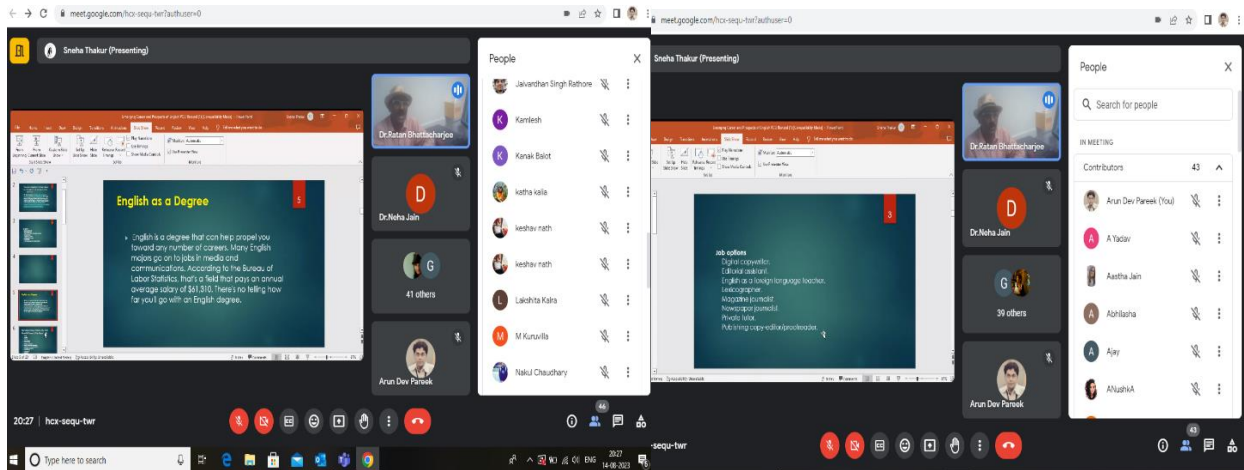 meet.google.com/hcx-sequ-twr?authuser=0
Sneha Thakur (Presenting)
English as a Degree
5
English is a degree that can help propel you
toward any number of careers. Many English
majors go on to jobs in media and
communications. According to the Bureau of
Labor Statistics, that's a field that pays an annual
average salary of $61,310. There's no telling how
far you'll go with an English degree.
Dr.Ratan Bhattacharjee
D
Dr.Neha Jain
G
41 others
Arun Dev Pareek
People
Jaivardhan Singh Rathore
K
Kamlesh
K
Kanak Balot
katha kalia
keshav nath
keshav nath
L
Lakshita Kalra
M
M Kuruvilla
Nakul Chaudhary
20:27 | hcx-sequ-twr
46
Type here to search
ENG
20:27
14-08-2023
meet.google.com/hcx-sequ-twr?authuser=0
Sneha Thakur (Presenting)
3
Job options
Digital copywriter.
Editorial assistant.
English as a foreign language teacher.
Lexicographer.
Magazine journalist
Newspaper journalist.
Private tutor.
Publishing copy-editor/proofreader.
Dr.Ratan Bhattacharjee
D
Dr.Neha Jain
G
39 others
Arun Dev Pareek
People
Search for people
IN MEETING
Contributors 43
Arun Dev Pareek (You)
A
A Yadav
Aastha Jain
Abhilasha
A
Ajay
ANushkA
-sequ-twr
43